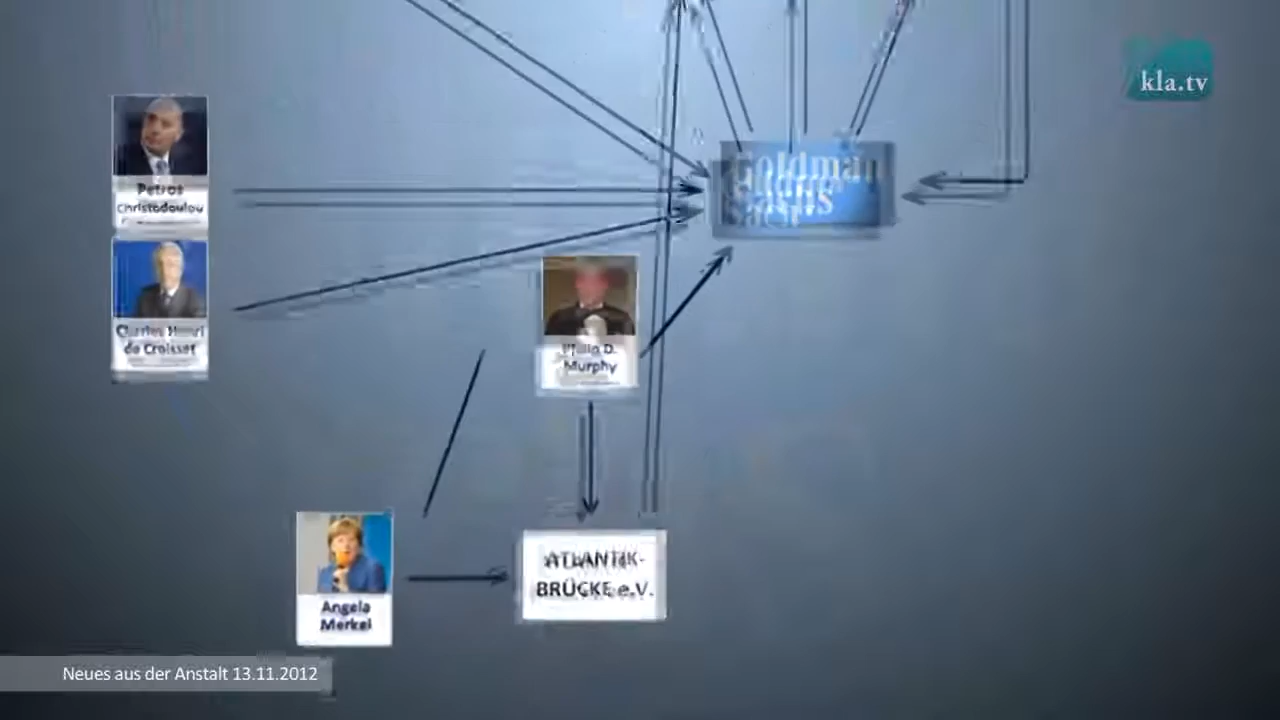 kla.tv
Goldman
Sachs
Petros
Christodoulou
Charles Henri
de Croisset
Philip D.
Murphy
ATLANTIK-
BRÜCKE e.V.
Angela
Merkel
Neues aus der Anstalt 13.11.2012